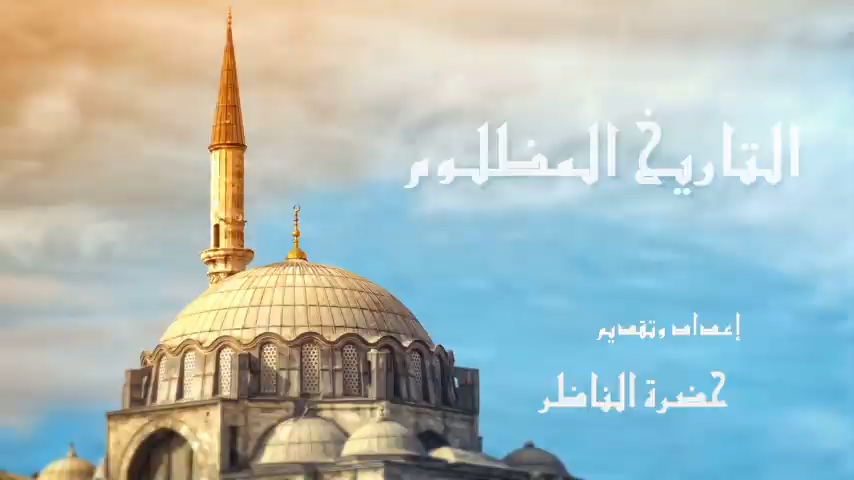 التاريخ المظلوم
إعداد وتقديم
حضرة الناظر